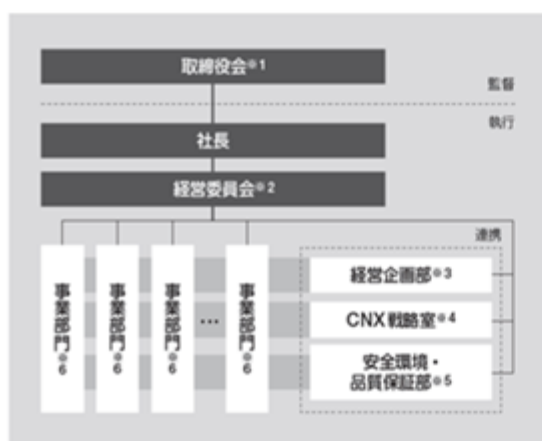 取締役会※1
監督
執行
社長
経営委員会※2
連携
事業部門※6
事業部門※6
事業部門※6
…
事業部門※6
経営企画部※3
CNX戦略室※4
安全環境・
品質保証部※5